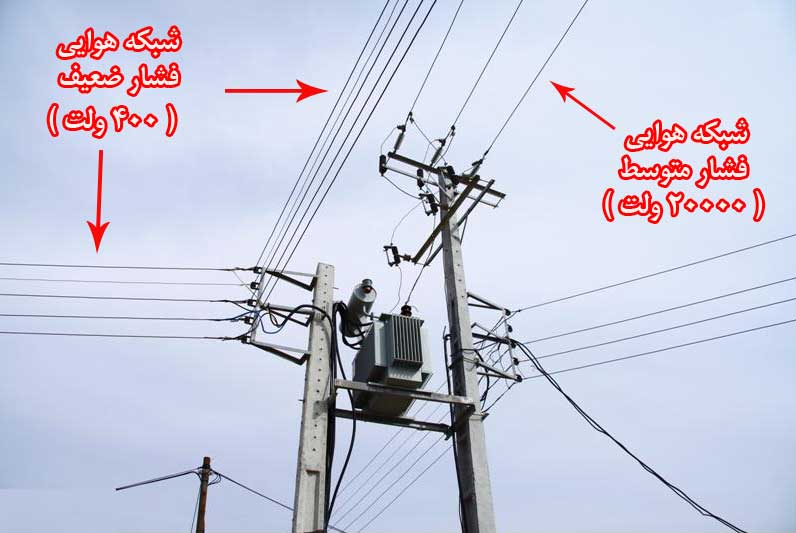 شبکه هوایی
فشار متوسط
( ۲۰۰۰۰ ولت )
شبکه هوایی
فشار ضعیف
( ۴۰۰ ولت )